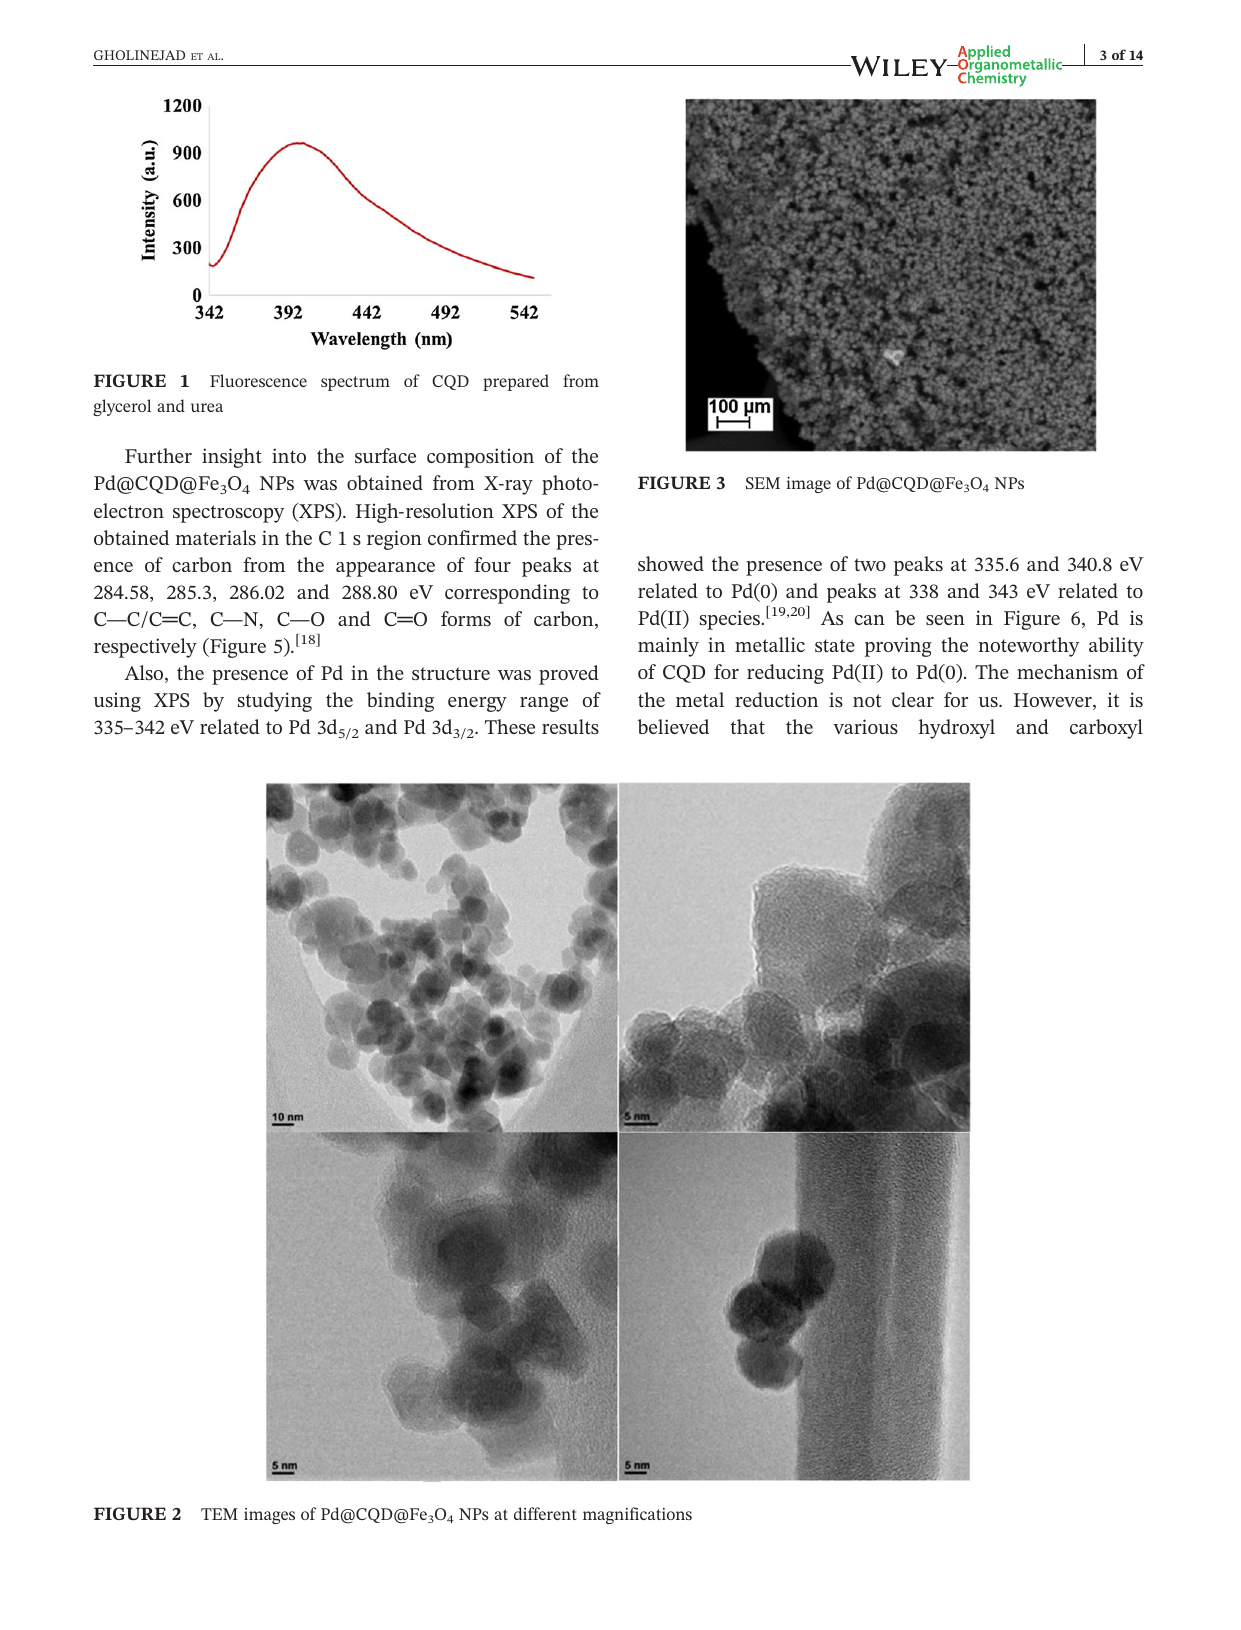 GHOLINEJAD ET AL.
WILEY
Applied
Organometallic
Chemistry
3 of 14
1200
900
600
300
0
Intensity (a.u.)
342 392 442 492 542
Wavelength (nm)
FIGURE 1 Fluorescence spectrum of CQD prepared from
glycerol and urea
Further insight into the surface composition of the
Pd@CQD@Fe₃O₄ NPs was obtained from X-ray photo-
electron spectroscopy (XPS). High-resolution XPS of the
obtained materials in the C 1 s region confirmed the pres-
ence of carbon from the appearance of four peaks at
284.58, 285.3, 286.02 and 288.80 eV corresponding to
C—C/C=C, C—N, C—O and C=O forms of carbon,
respectively (Figure 5).[18]
Also, the presence of Pd in the structure was proved
using XPS by studying the binding energy range of
335–342 eV related to Pd 3d5/2 and Pd 3d3/2. These results
100 µm
FIGURE 3 SEM image of Pd@CQD@Fe₃O₄ NPs
showed the presence of two peaks at 335.6 and 340.8 eV
related to Pd(0) and peaks at 338 and 343 eV related to
Pd(II) species.[19,20] As can be seen in Figure 6, Pd is
mainly in metallic state proving the noteworthy ability
of CQD for reducing Pd(II) to Pd(0). The mechanism of
the metal reduction is not clear for us. However, it is
believed that the various hydroxyl and carboxyl
10 nm
5 nm
5 nm
5 nm
FIGURE 2 TEM images of Pd@CQD@Fe₃O₄ NPs at different magnifications